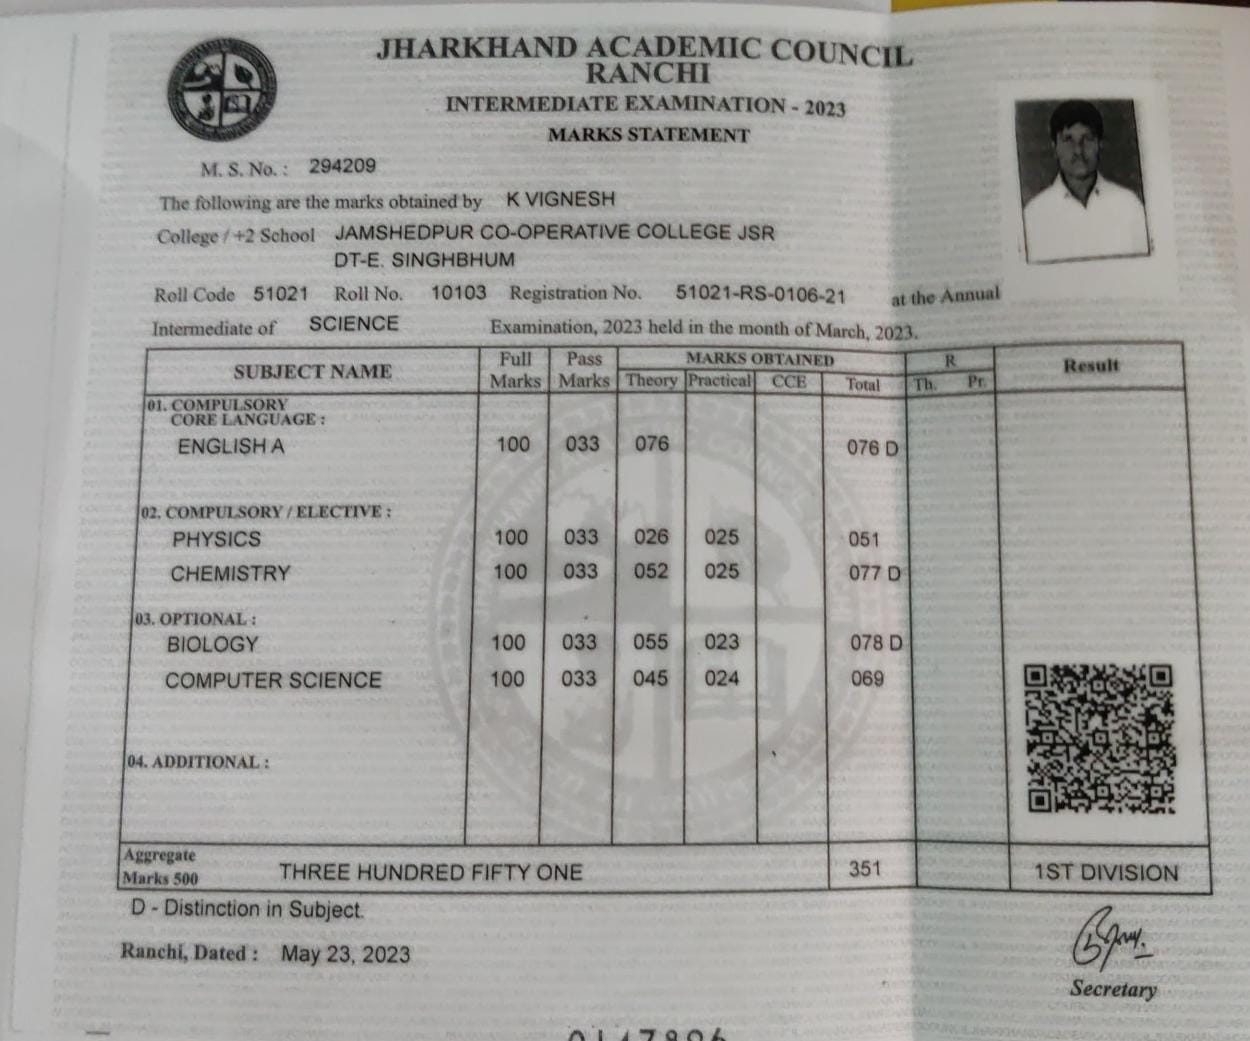 JHARKHAND ACADEMIC COUNCIL
RANCHI
INTERMEDIATE EXAMINATION - 2023
MARKS STATEMENT
M. S. No. : 294209
The following are the marks obtained by K VIGNESH
College / +2 School JAMSHEDPUR CO-OPERATIVE COLLEGE JSR
DT-E. SINGHBHUM
Roll Code 51021 Roll No. 10103 Registration No. 51021-RS-0106-21 at the Annual
Intermediate of SCIENCE Examination, 2023 held in the month of March, 2023.
SUBJECT NAME Full Marks Pass Marks MARKS OBTAINED R Result
Theory Practical CCE Total Th. Pr.
01. COMPULSORY
CORE LANGUAGE :
ENGLISH A 100 033 076 076 D
02. COMPULSORY / ELECTIVE :
PHYSICS 100 033 026 025 051
CHEMISTRY 100 033 052 025 077 D
03. OPTIONAL :
BIOLOGY 100 033 055 023 078 D
COMPUTER SCIENCE 100 033 045 024 069
04. ADDITIONAL :
Aggregate
Marks 500 THREE HUNDRED FIFTY ONE 351 1ST DIVISION
D - Distinction in Subject.
Ranchi, Dated : May 23, 2023
Secretary